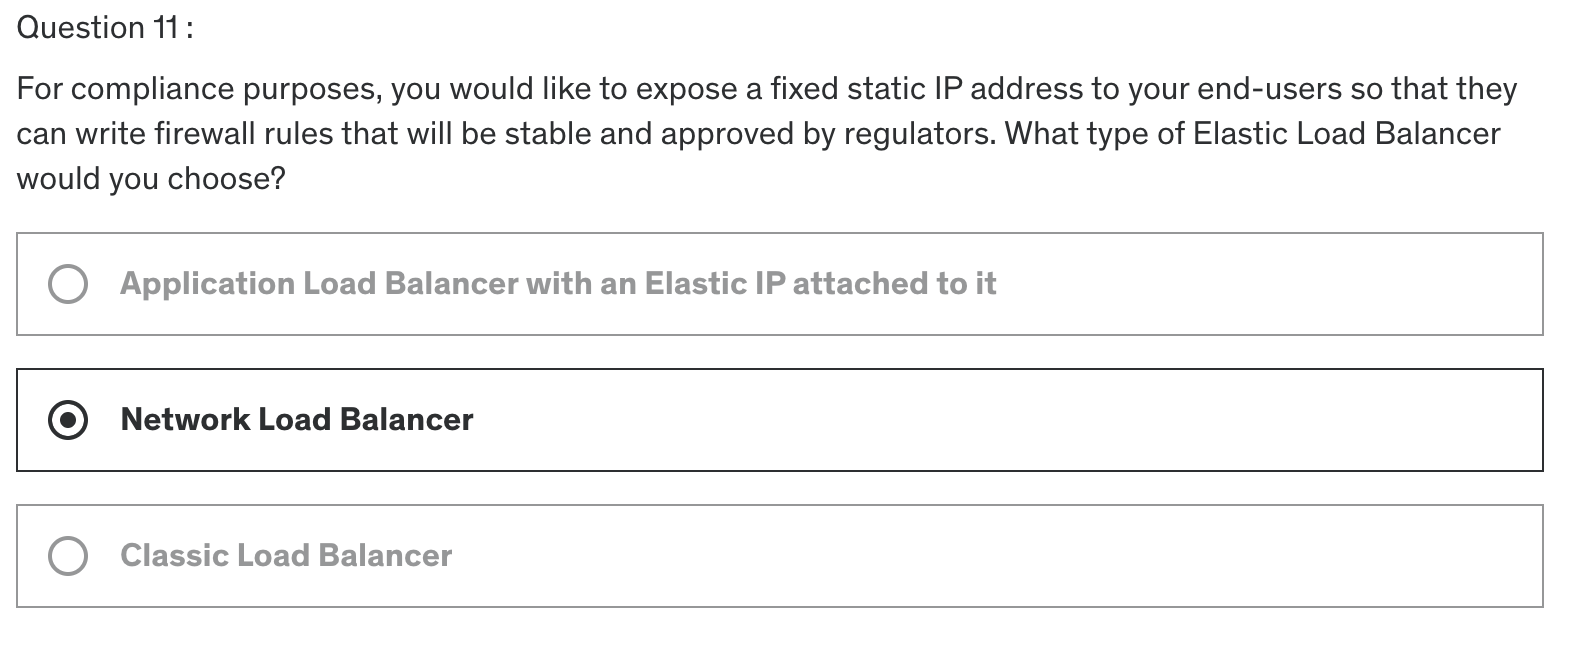 Question 11 :
For compliance purposes, you would like to expose a fixed static IP address to your end-users so that they
can write firewall rules that will be stable and approved by regulators. What type of Elastic Load Balancer
would you choose?
Application Load Balancer with an Elastic IP attached to it
Network Load Balancer
Classic Load Balancer